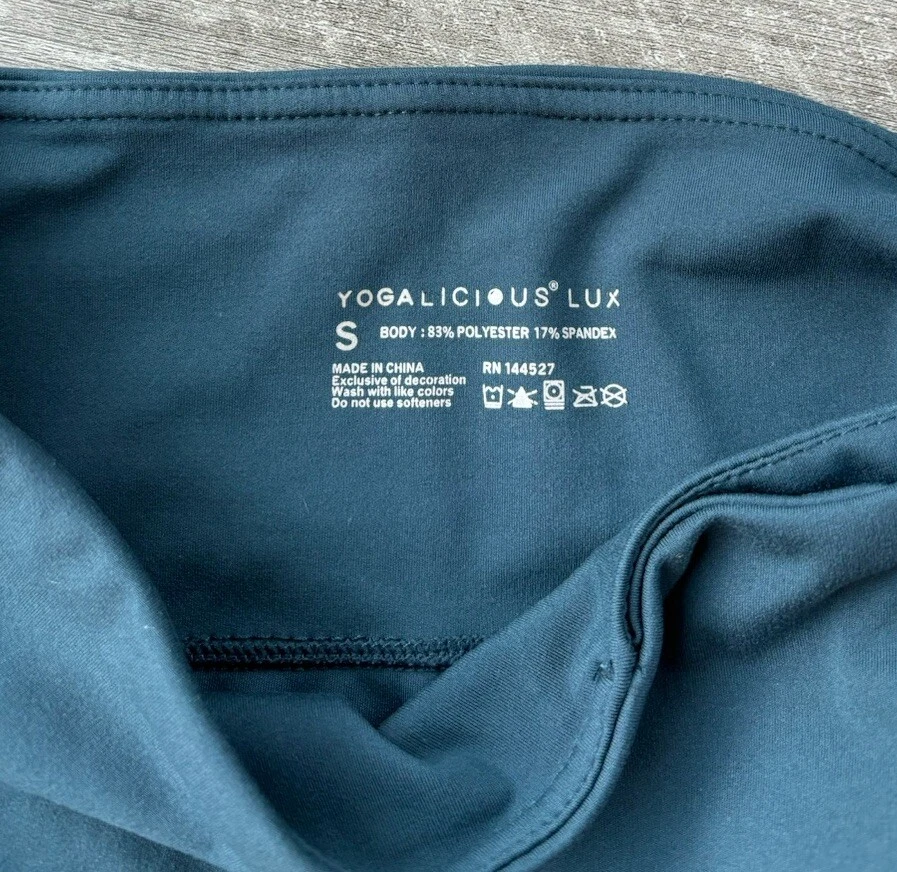 YOGALICIOUS® LUX
S BODY : 83% POLYESTER 17% SPANDEX
MADE IN CHINA RN 144527
Exclusive of decoration
Wash with like colors
Do not use softeners